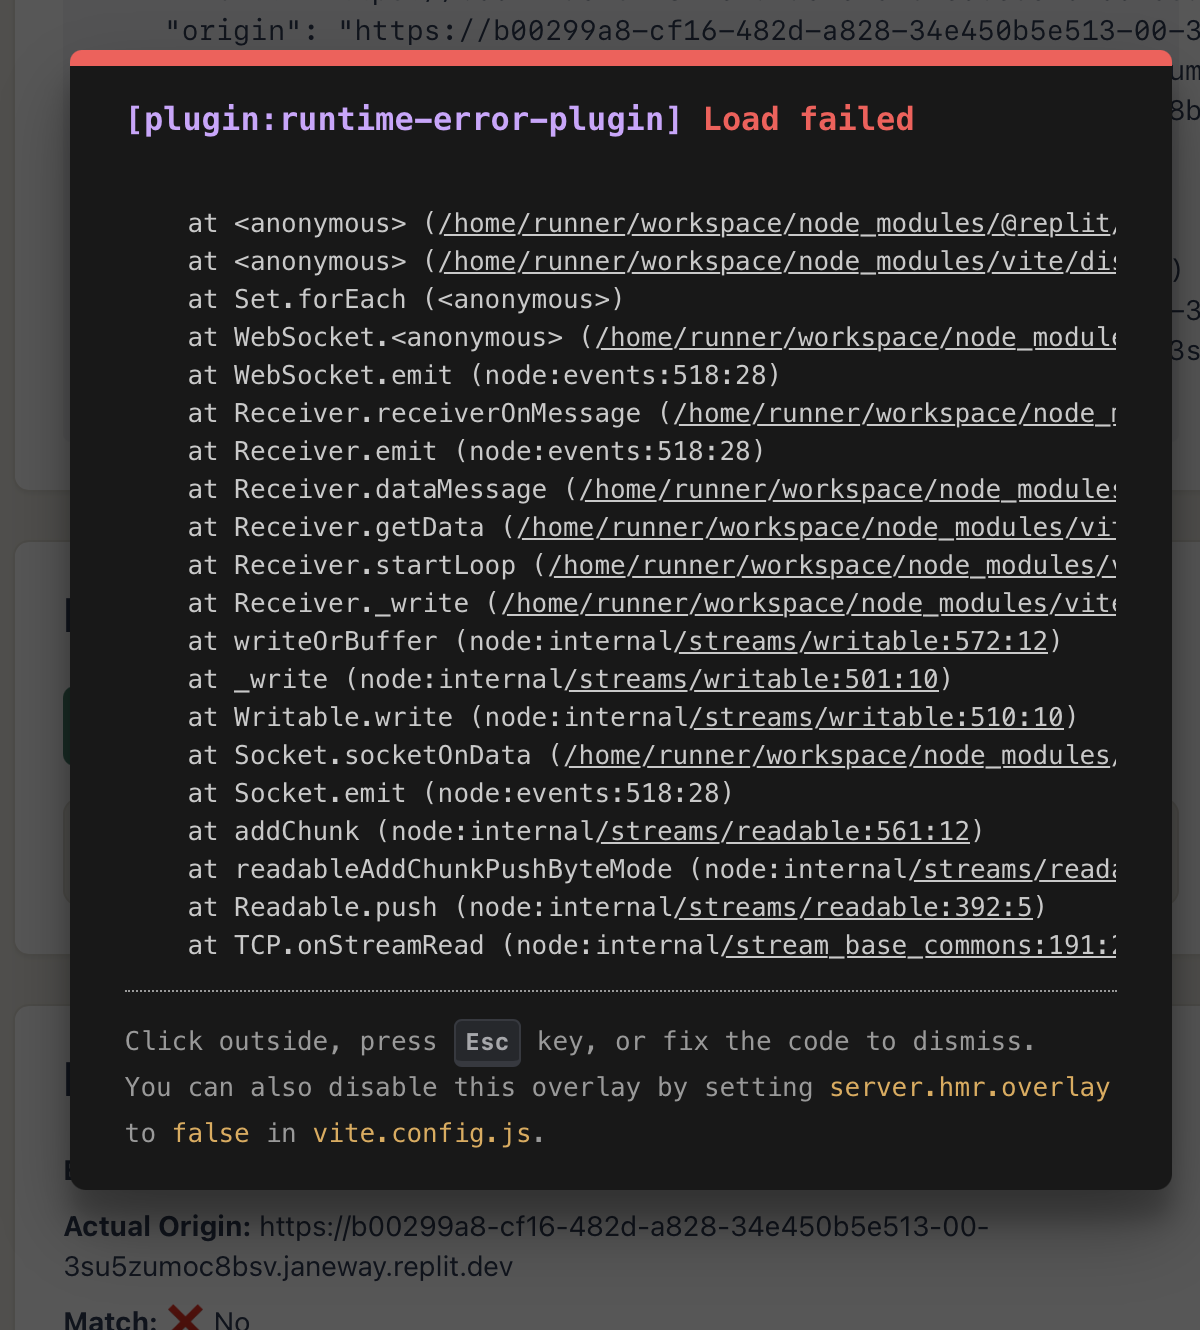 "origin": "https://b00299a8-cf16-482d-a828-34e450b5e513-00-3
[plugin:runtime-error-plugin] Load failed
at <anonymous> (/home/runner/workspace/node_modules/@replit/
at <anonymous> (/home/runner/workspace/node_modules/vite/dis
at Set.forEach (<anonymous>)
at WebSocket.<anonymous> (/home/runner/workspace/node_module
at WebSocket.emit (node:events:518:28)
at Receiver.receiverOnMessage (/home/runner/workspace/node_m
at Receiver.emit (node:events:518:28)
at Receiver.dataMessage (/home/runner/workspace/node_modules
at Receiver.getData (/home/runner/workspace/node_modules/vit
at Receiver.startLoop (/home/runner/workspace/node_modules/v
at Receiver._write (/home/runner/workspace/node_modules/vite
at writeOrBuffer (node:internal/streams/writable:572:12)
at _write (node:internal/streams/writable:501:10)
at Writable.write (node:internal/streams/writable:510:10)
at Socket.socketOnData (/home/runner/workspace/node_modules/
at Socket.emit (node:events:518:28)
at addChunk (node:internal/streams/readable:561:12)
at readableAddChunkPushByteMode (node:internal/streams/reada
at Readable.push (node:internal/streams/readable:392:5)
at TCP.onStreamRead (node:internal/stream_base_commons:191:2
Click outside, press Esc key, or fix the code to dismiss.
You can also disable this overlay by setting server.hmr.overlay
to false in vite.config.js.
Actual Origin: https://b00299a8-cf16-482d-a828-34e450b5e513-00-
3su5zumoc8bsv.janeway.replit.dev
Match: ❌ No